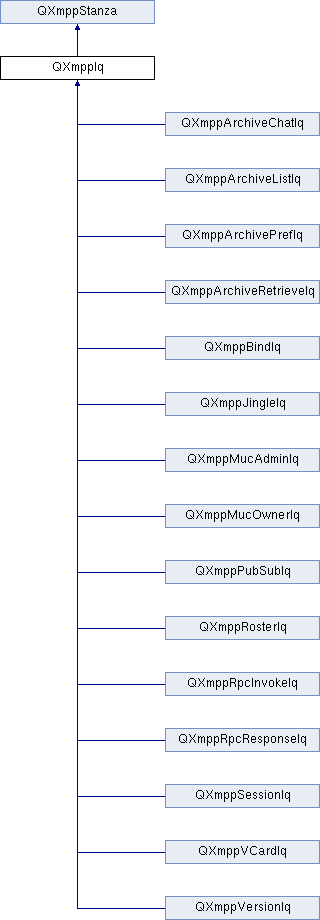 QXmppStanza
QXmppIq
QXmppArchiveChatIq
QXmppArchiveListIq
QXmppArchivePrefIq
QXmppArchiveRetrieveIq
QXmppBindIq
QXmppJingleIq
QXmppMucAdminIq
QXmppMucOwnerIq
QXmppPubSubIq
QXmppRosterIq
QXmppRpcInvokeIq
QXmppRpcResponseIq
QXmppSessionIq
QXmppVCardIq
QXmppVersionIq